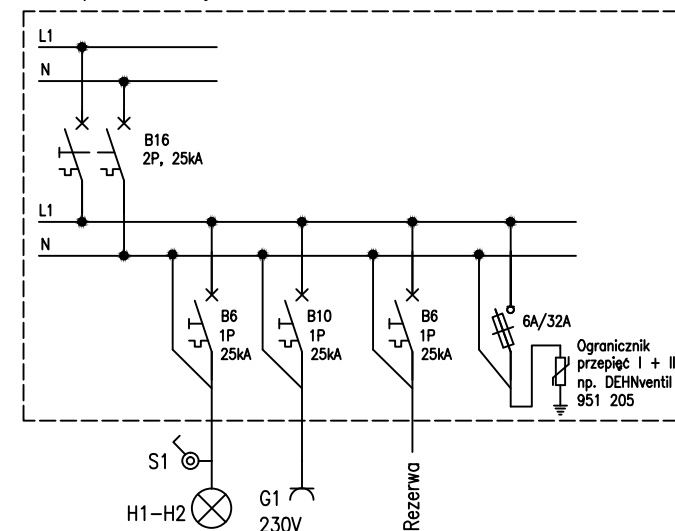 L1
N
B16
2P, 25kA
L1
N
B6
1P
25kA
B10
1P
25kA
B6
1P
25kA
6A/32A
Ogranicznik
przepięć I + II
np. DEHNventil
951 205
S1
H1-H2
G1
230V
Rezerwa